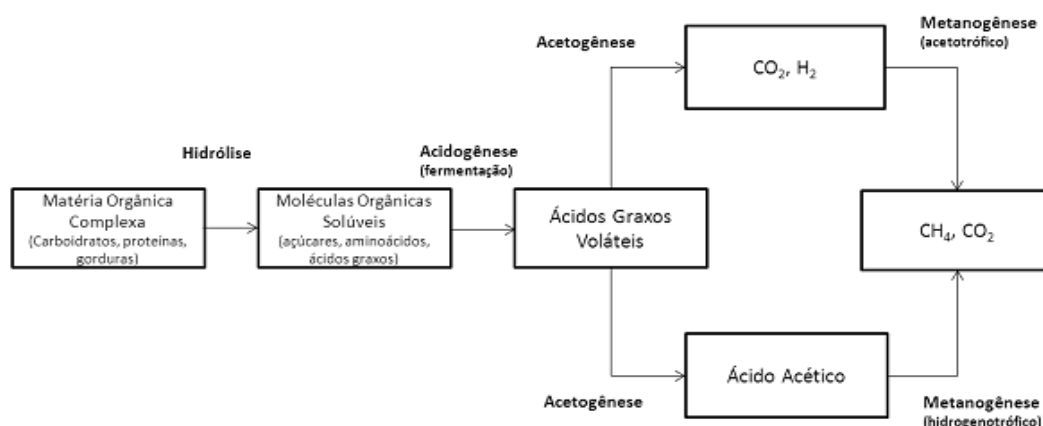 Acetogênese
Metanogênese
(acetotrófico)
CO₂, H₂
Hidrólise
Acidogênese
(fermentação)
Matéria Orgânica
Complexa
(Carboidratos, proteínas,
gorduras)
Moléculas Orgânicas
Solúveis
(açúcares, aminoácidos,
ácidos graxos)
Ácidos Graxos
Voláteis
CH₄, CO₂
Ácido Acético
Acetogênese
Metanogênese
(hidrogenotrófico)